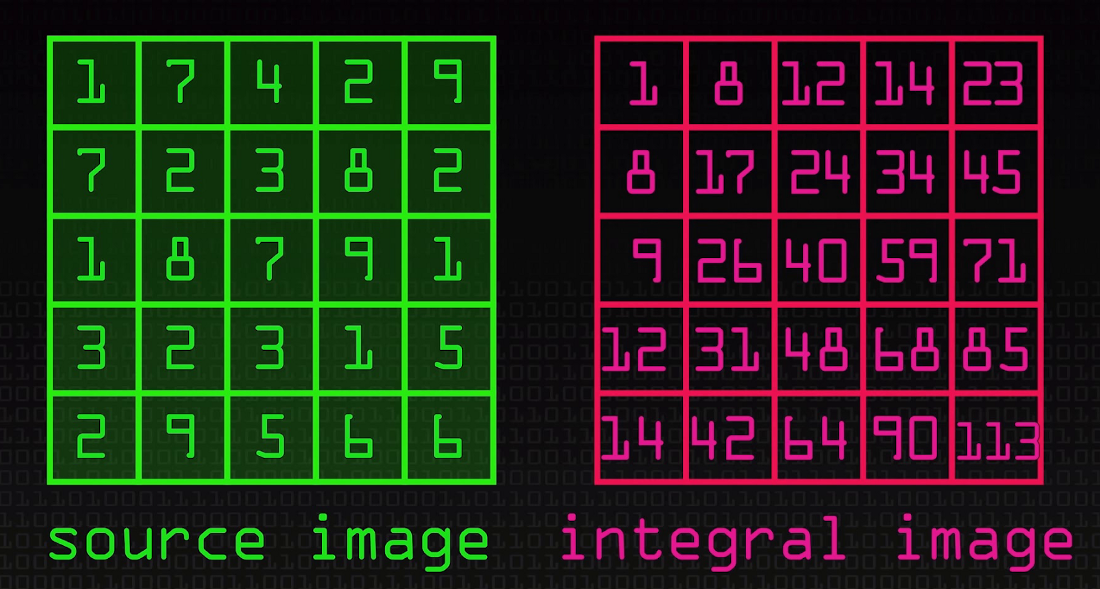 1 7 4 2 9 1 8 12 14 23
7 2 3 8 2 8 17 24 34 45
1 8 7 9 1 9 26 40 59 71
3 2 3 1 5 12 31 48 68 85
2 9 5 6 6 14 42 64 90 113
source image integral image